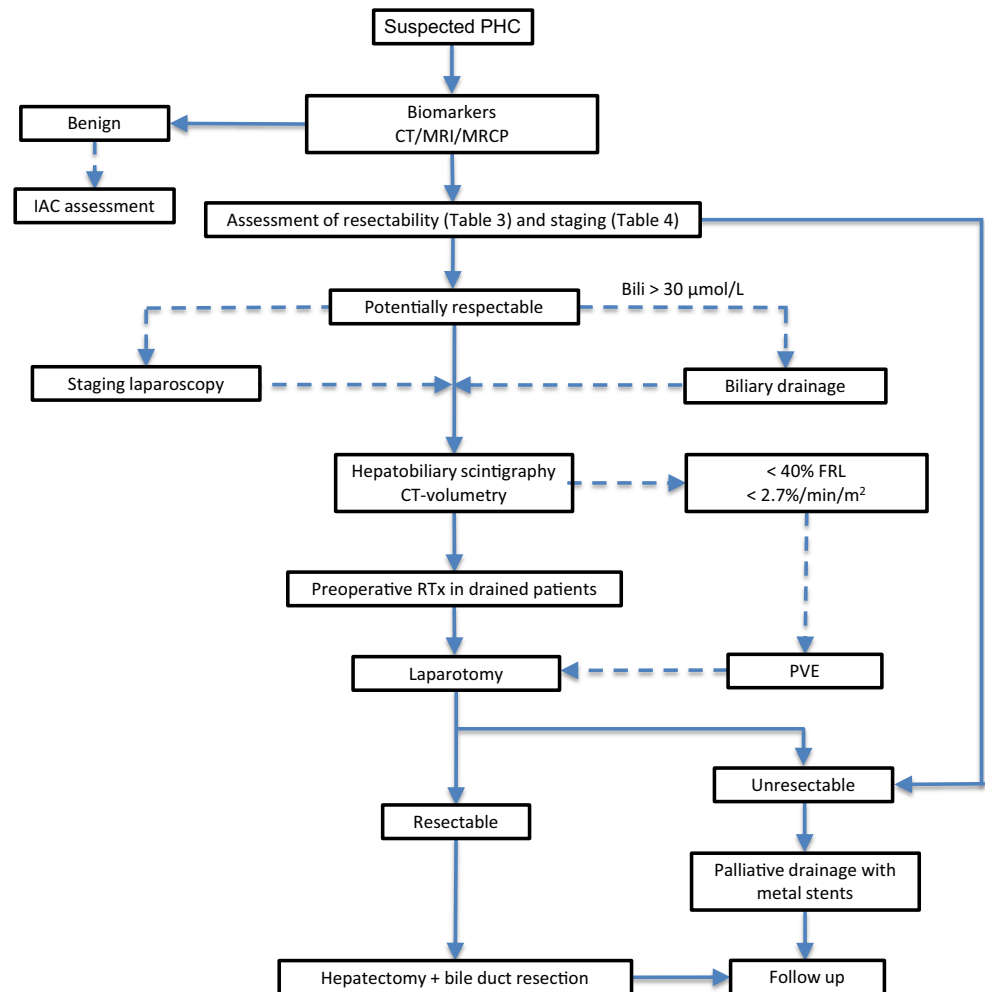 Suspected PHC
Biomarkers
CT/MRI/MRCP
Benign
IAC assessment
Assessment of resectability (Table 3) and staging (Table 4)
Potentially respectable
Bili > 30 μmol/L
Staging laparoscopy
Biliary drainage
Hepatobiliary scintigraphy
CT-volumetry
< 40% FRL
< 2.7%/min/m²
Preoperative RTx in drained patients
Laparotomy
PVE
Unresectable
Resectable
Palliative drainage with
metal stents
Hepatectomy + bile duct resection
Follow up